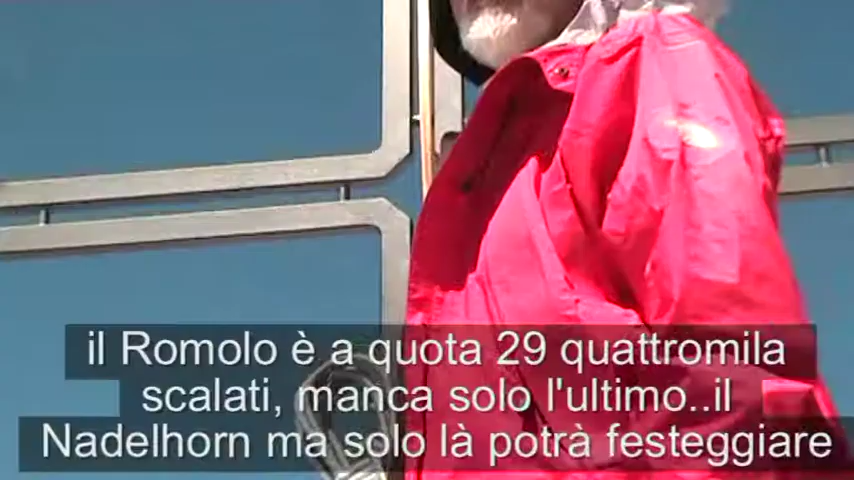 il Romolo è a quota 29 quattromila
scalati, manca solo l'ultimo..il
Nadelhorn ma solo là potrà festeggiare